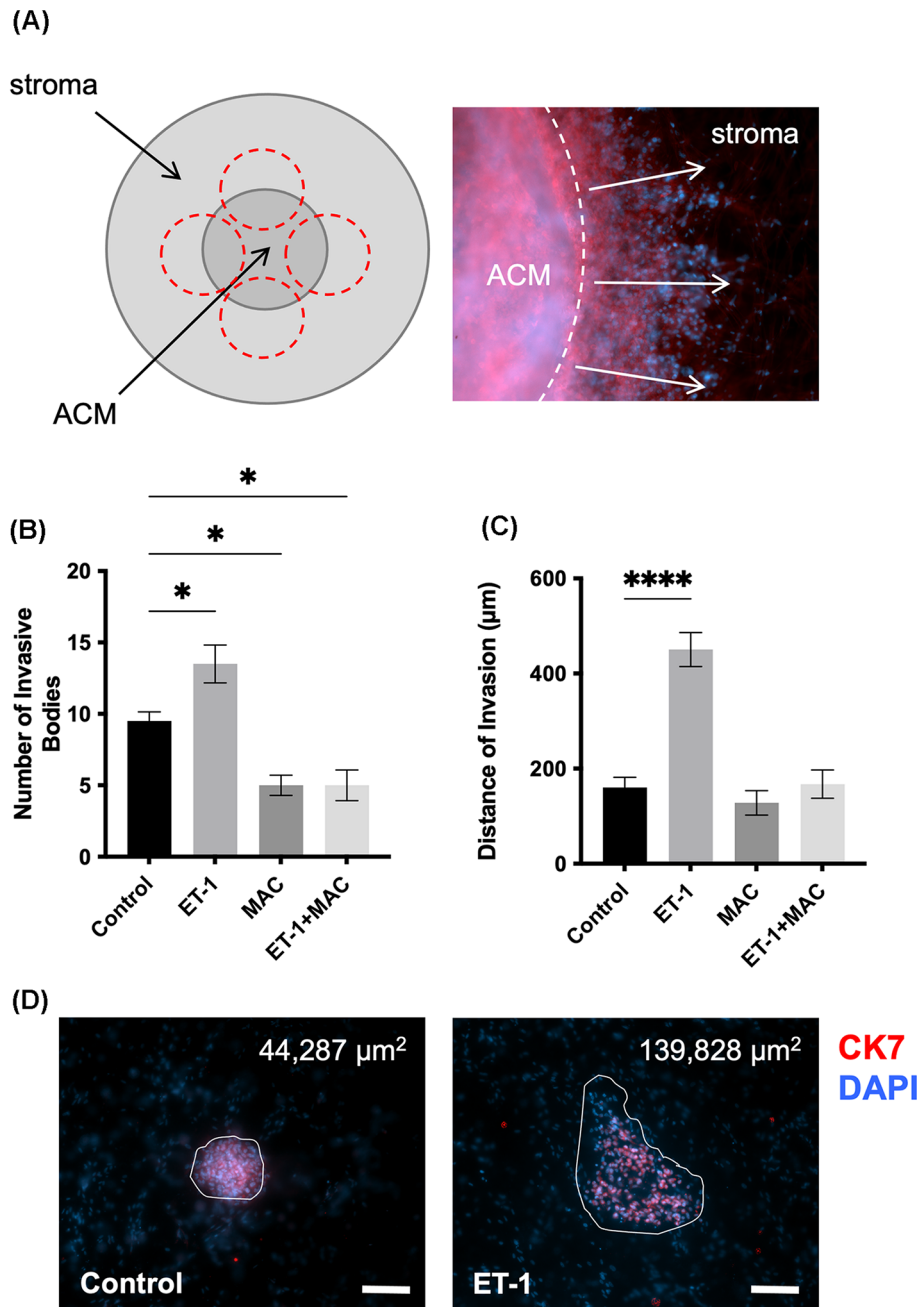 (A)
stroma
ACM
stroma
ACM
(B)
*
*
*
Number of Invasive
Bodies
20
15
10
5
0
Control
ET-1
MAC
ET-1+MAC
(C)
****
Distance of Invasion (µm)
600
400
200
0
Control
ET-1
MAC
ET-1+MAC
(D)
44,287 µm²
Control
139,828 µm²
ET-1
CK7
DAPI